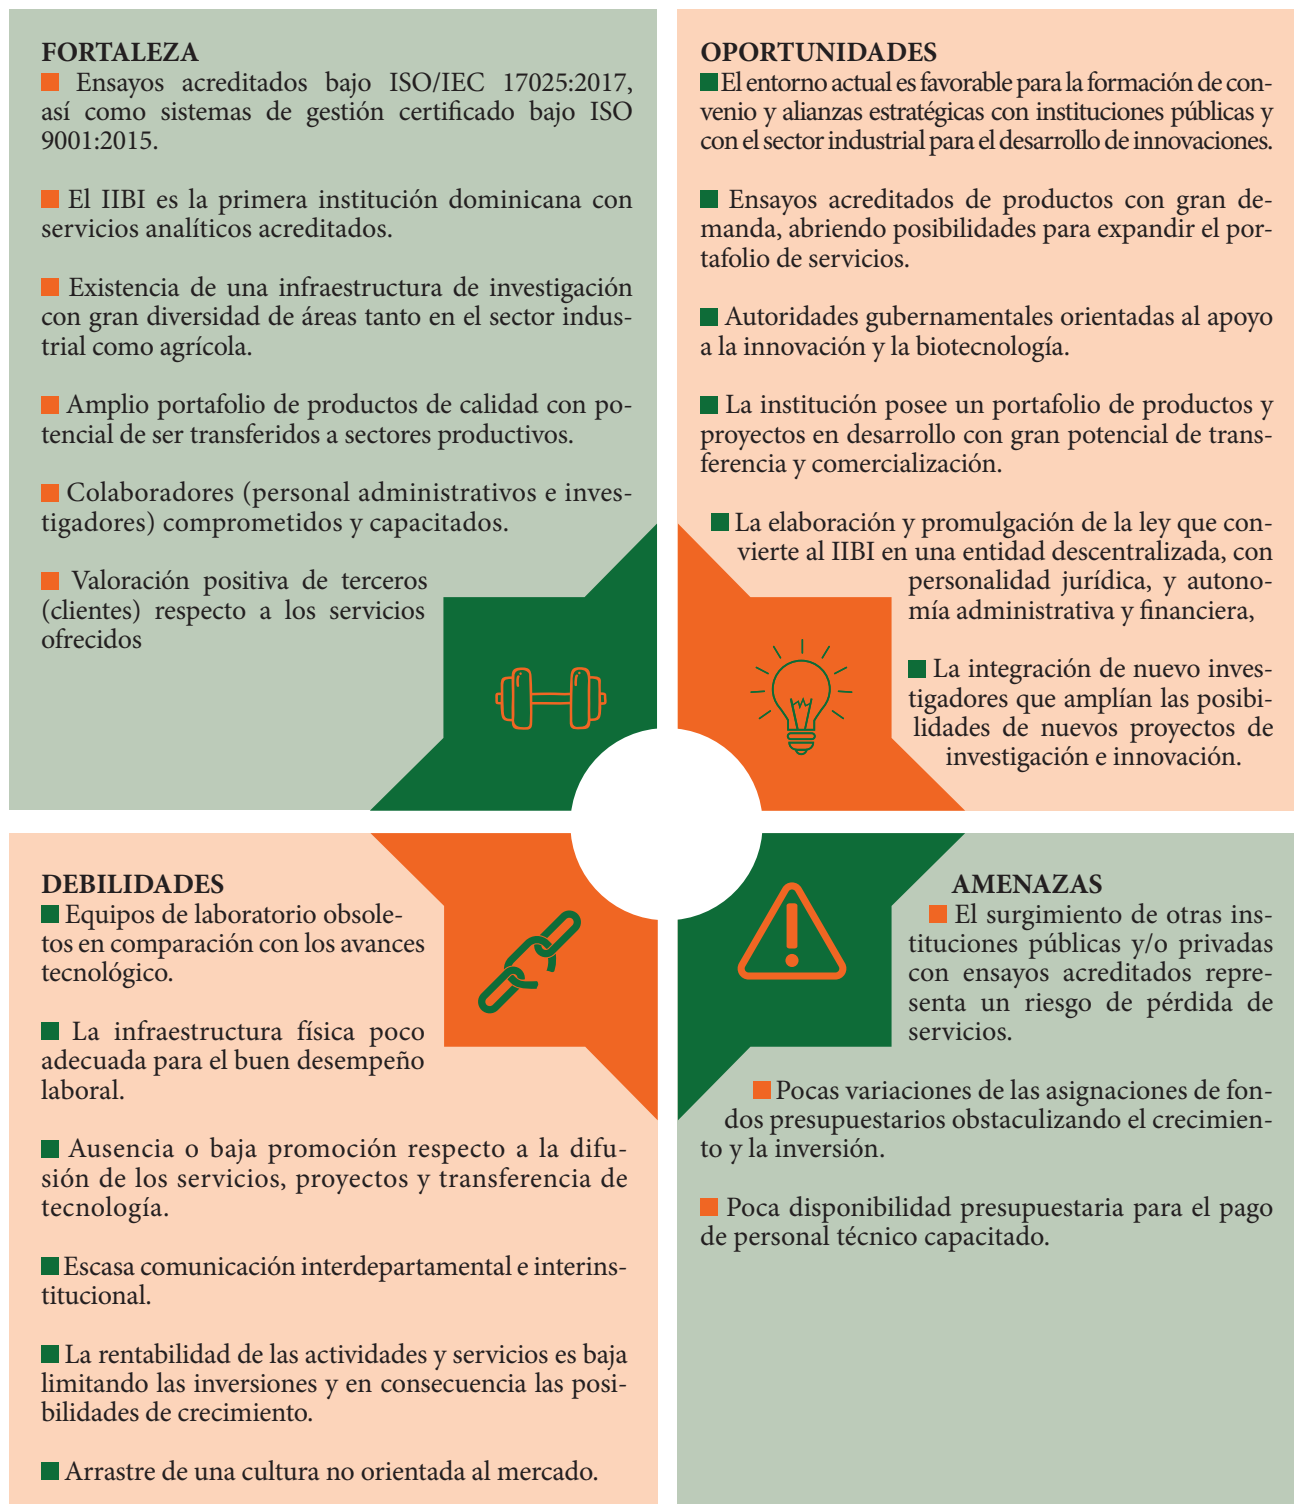 FORTALEZA
Ensayos acreditados bajo ISO/IEC 17025:2017,
así como sistemas de gestión certificado bajo ISO
9001:2015.
El IIBI es la primera institución dominicana con
servicios analíticos acreditados.
Existencia de una infraestructura de investigación
con gran diversidad de áreas tanto en el sector indus-
trial como agrícola.
Amplio portafolio de productos de calidad con po-
tencial de ser transferidos a sectores productivos.
Colaboradores (personal administrativos e inves-
tigadores) comprometidos y capacitados.
Valoración positiva de terceros
(clientes) respecto a los servicios
ofrecidos
OPORTUNIDADES
El entorno actual es favorable para la formación de con-
venio y alianzas estratégicas con instituciones públicas y
con el sector industrial para el desarrollo de innovaciones.
Ensayos acreditados de productos con gran de-
manda, abriendo posibilidades para expandir el por-
tafolio de servicios.
Autoridades gubernamentales orientadas al apoyo
a la innovación y la biotecnología.
La institución posee un portafolio de productos y
proyectos en desarrollo con gran potencial de trans-
ferencia y comercialización.
La elaboración y promulgación de la ley que con-
vierte al IIBI en una entidad descentralizada, con
personalidad jurídica, y autono-
mía administrativa y financiera,
La integración de nuevo inves-
tigadores que amplían las posibi-
lidades de nuevos proyectos de
investigación e innovación.
DEBILIDADES
Equipos de laboratorio obsole-
tos en comparación con los avances
tecnológico.
La infraestructura física poco
adecuada para el buen desempeño
laboral.
Ausencia o baja promoción respecto a la difu-
sión de los servicios, proyectos y transferencia de
tecnología.
Escasa comunicación interdepartamental e interins-
titucional.
La rentabilidad de las actividades y servicios es baja
limitando las inversiones y en consecuencia las posi-
bilidades de crecimiento.
Arrastre de una cultura no orientada al mercado.
AMENAZAS
El surgimiento de otras ins-
tituciones públicas y/o privadas
con ensayos acreditados repre-
senta un riesgo de pérdida de
servicios.
Pocas variaciones de las asignaciones de fon-
dos presupuestarios obstaculizando el crecimien-
to y la inversión.
Poca disponibilidad presupuestaria para el pago
de personal técnico capacitado.